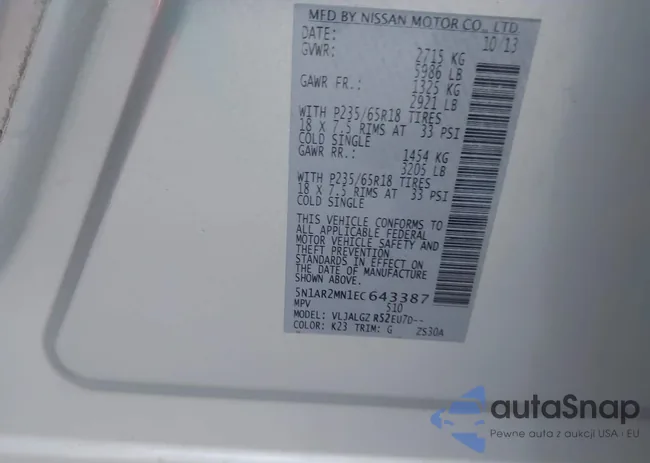 MFD BY NISSAN MOTOR CO., LTD.
DATE: 10/13
GVWR: 2715 KG
5986 LB
GAWR FR.: 1325 KG
2921 LB
WITH P235/65R18 TIRES
18 X 7.5 RIMS AT 33 PSI
COLD SINGLE
GAWR RR.: 1454 KG
3205 LB
WITH P235/65R18 TIRES
18 X 7.5 RIMS AT 33 PSI
COLD SINGLE
THIS VEHICLE CONFORMS TO
ALL APPLICABLE FEDERAL
MOTOR VEHICLE SAFETY AND
THEFT PREVENTION
STANDARDS IN EFFECT ON
THE DATE OF MANUFACTURE
SHOWN ABOVE.
5N1AR2MN1EC643387
MPV 510
MODEL: VLJALGZ R52EU7D--
COLOR: K23 TRIM: G 2S30A
autaSnap
Pewne auta z aukcji USA i EU